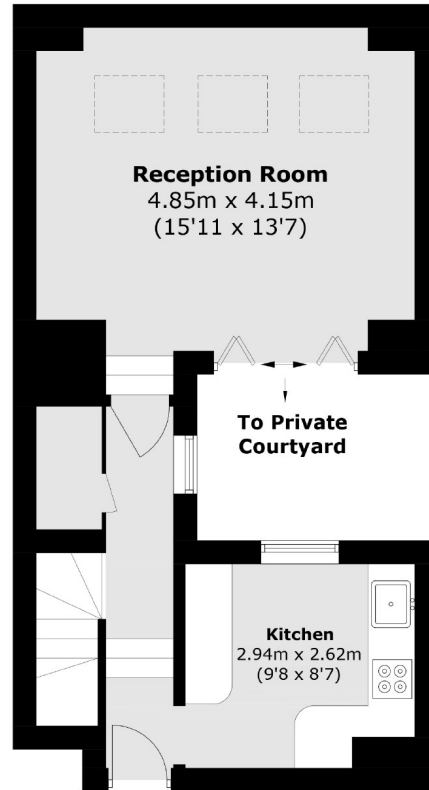 Reception Room
4.85m x 4.15m
(15'11 x 13'7)
To Private
Courtyard
Kitchen
2.94m x 2.62m
(9'8 x 8'7)